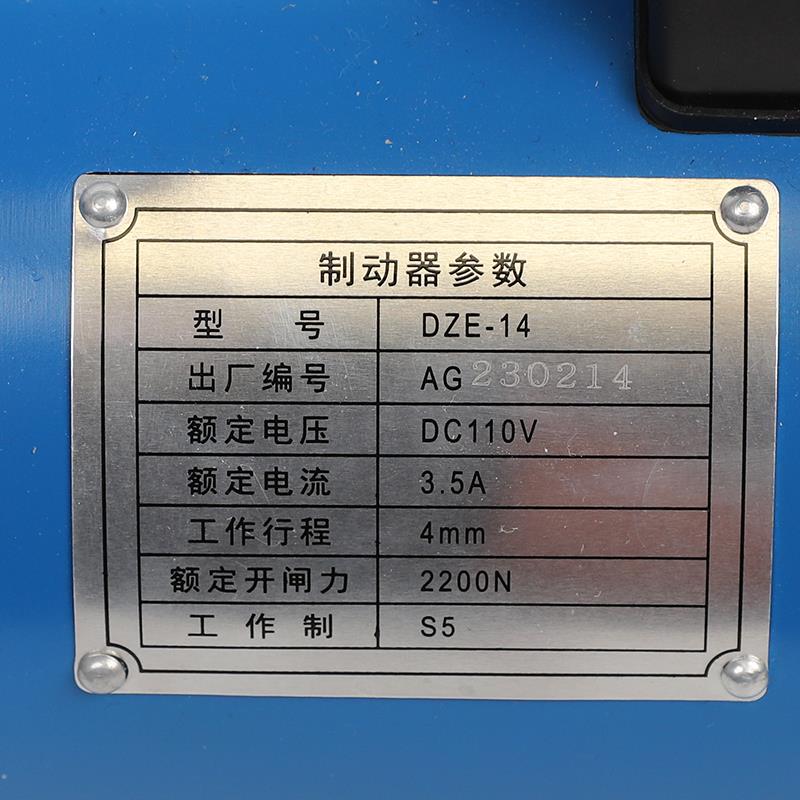 制动器参数
型 号 DZE-14
出厂编号 AG230214
额定电压 DC110V
额定电流 3.5A
工作行程 4mm
额定开闸力 2200N
工 作 制 S5